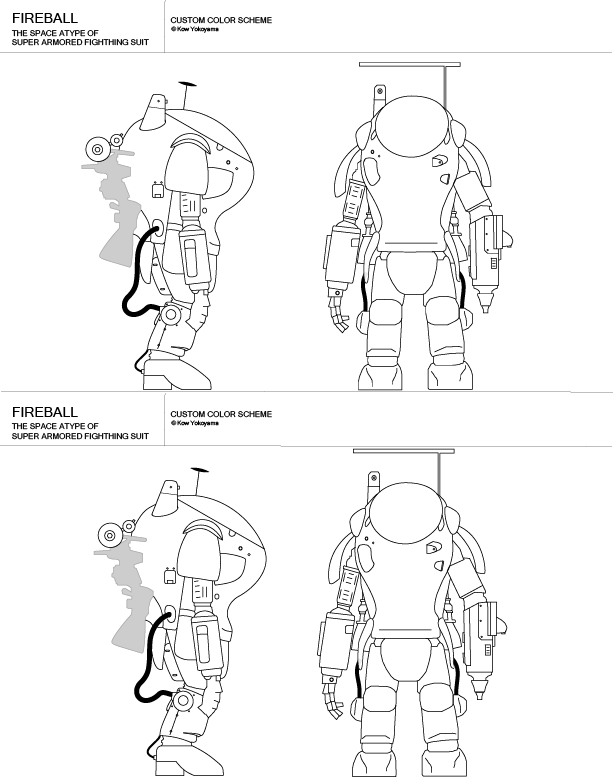 FIREBALL
THE SPACE ATYPE OF
SUPER ARMORED FIGHTHING SUIT
CUSTOM COLOR SCHEME
© Kow Yokoyama
FIREBALL
THE SPACE ATYPE OF
SUPER ARMORED FIGHTHING SUIT
CUSTOM COLOR SCHEME
© Kow Yokoyama